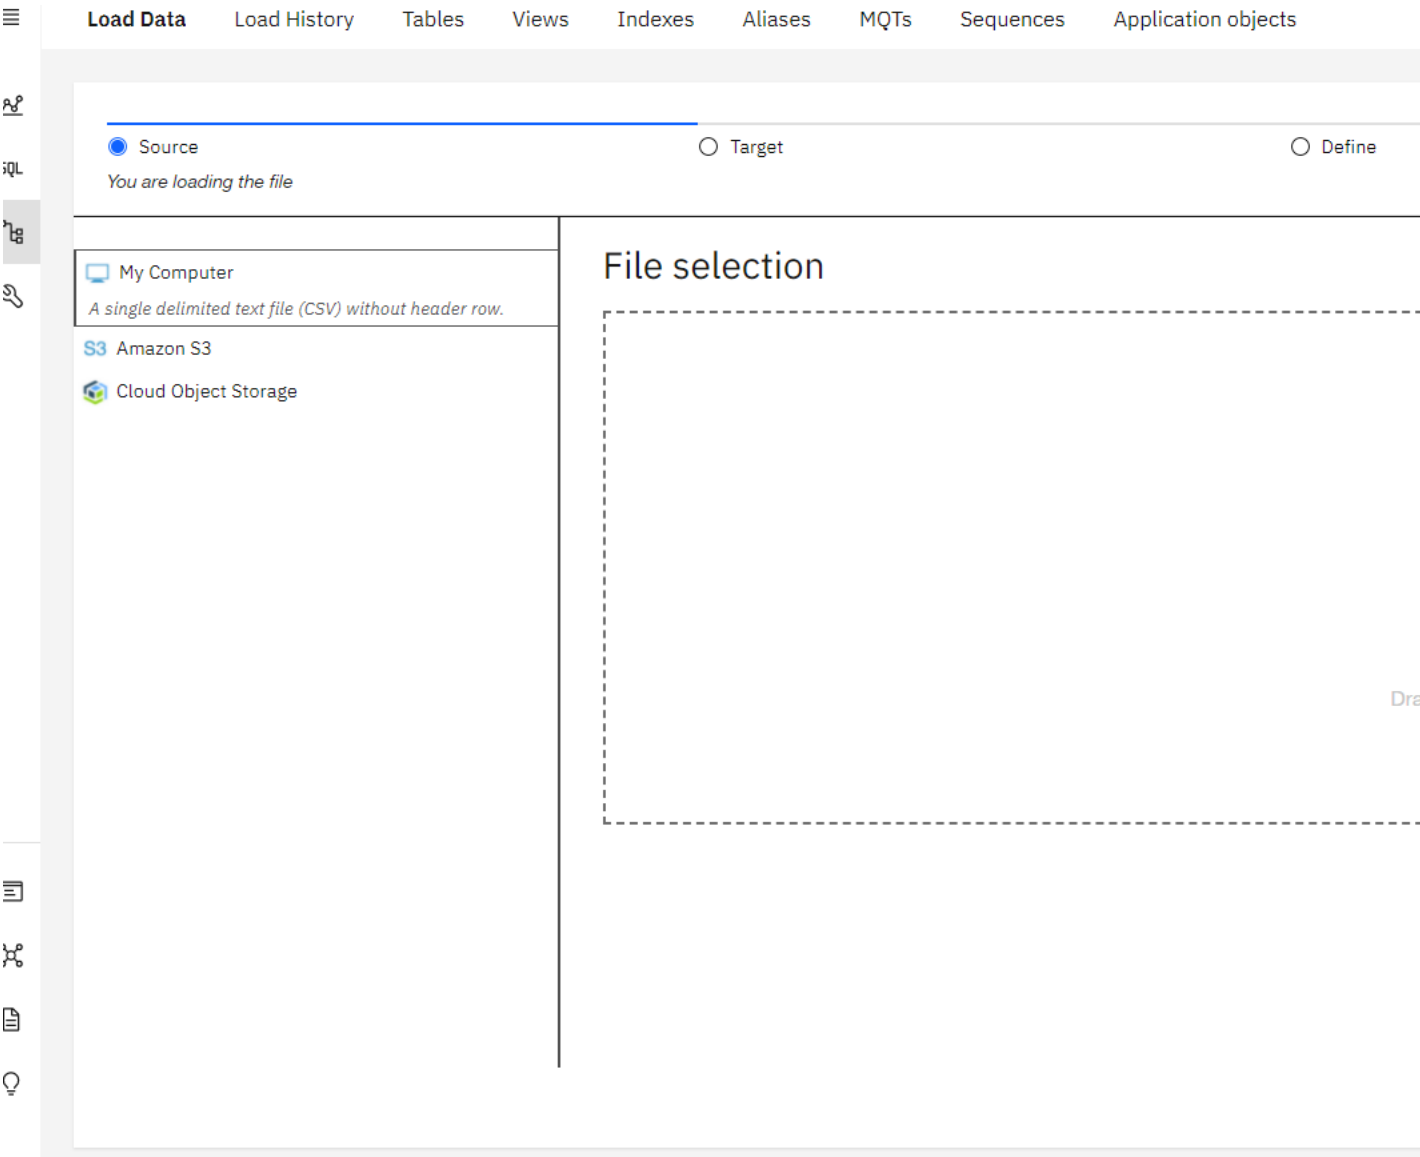 Load Data Load History Tables Views Indexes Aliases MQTs Sequences Application objects
Source Target Define
You are loading the file
SQL
My Computer
A single delimited text file (CSV) without header row.
S3 Amazon S3
Cloud Object Storage
File selection
Dra